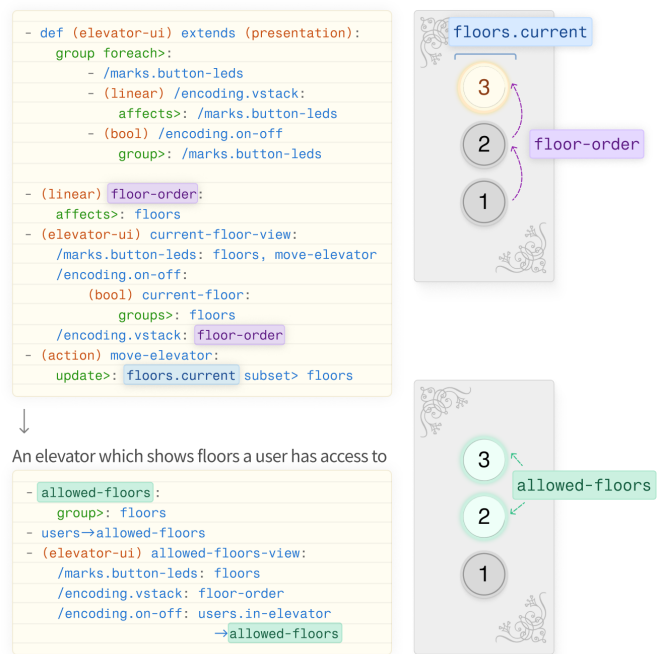 - def (elevator-ui) extends (presentation):
group foreach>:
- /marks.button-leds
- (linear) /encoding.vstack:
affects>: /marks.button-leds
- (bool) /encoding.on-off
group>: /marks.button-leds
- (linear) floor-order:
affects>: floors
- (elevator-ui) current-floor-view:
/marks.button-leds: floors, move-elevator
/encoding.on-off:
(bool) current-floor:
groups>: floors
/encoding.vstack: floor-order
- (action) move-elevator:
update>: floors.current subset> floors
floors.current
3
2
floor-order
1
↓
An elevator which shows floors a user has access to
- allowed-floors:
group>: floors
- users→allowed-floors
- (elevator-ui) allowed-floors-view:
/marks.button-leds: floors
/encoding.vstack: floor-order
/encoding.on-off: users.in-elevator
→allowed-floors
3
allowed-floors
2
1